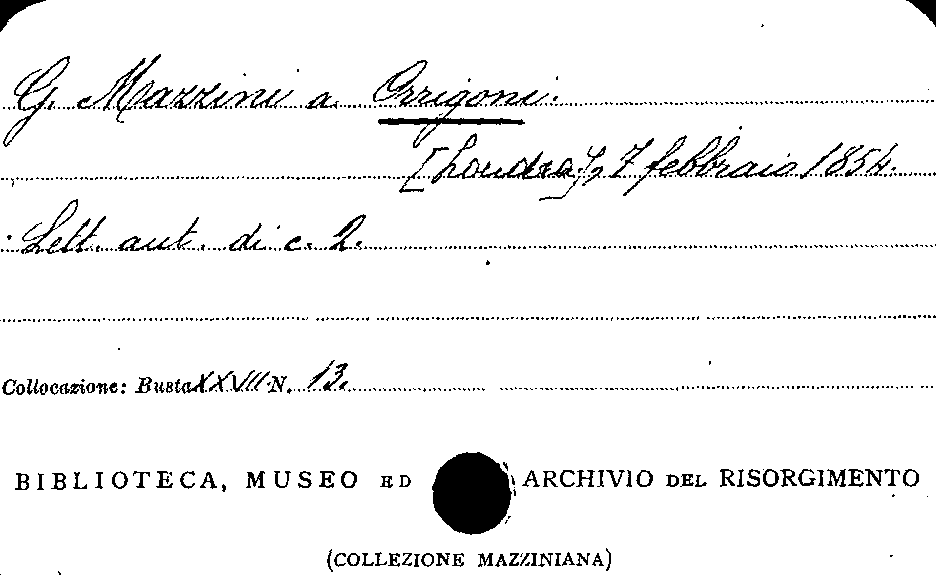 G. Mazzini a Orrigoni.
[Londra], 7 febbraio 1854.
Lett. aut. di c. 2.
Collocazione: Busta XXVIII N. 13.
BIBLIOTECA, MUSEO ED ARCHIVIO DEL RISORGIMENTO
(COLLEZIONE MAZZINIANA)